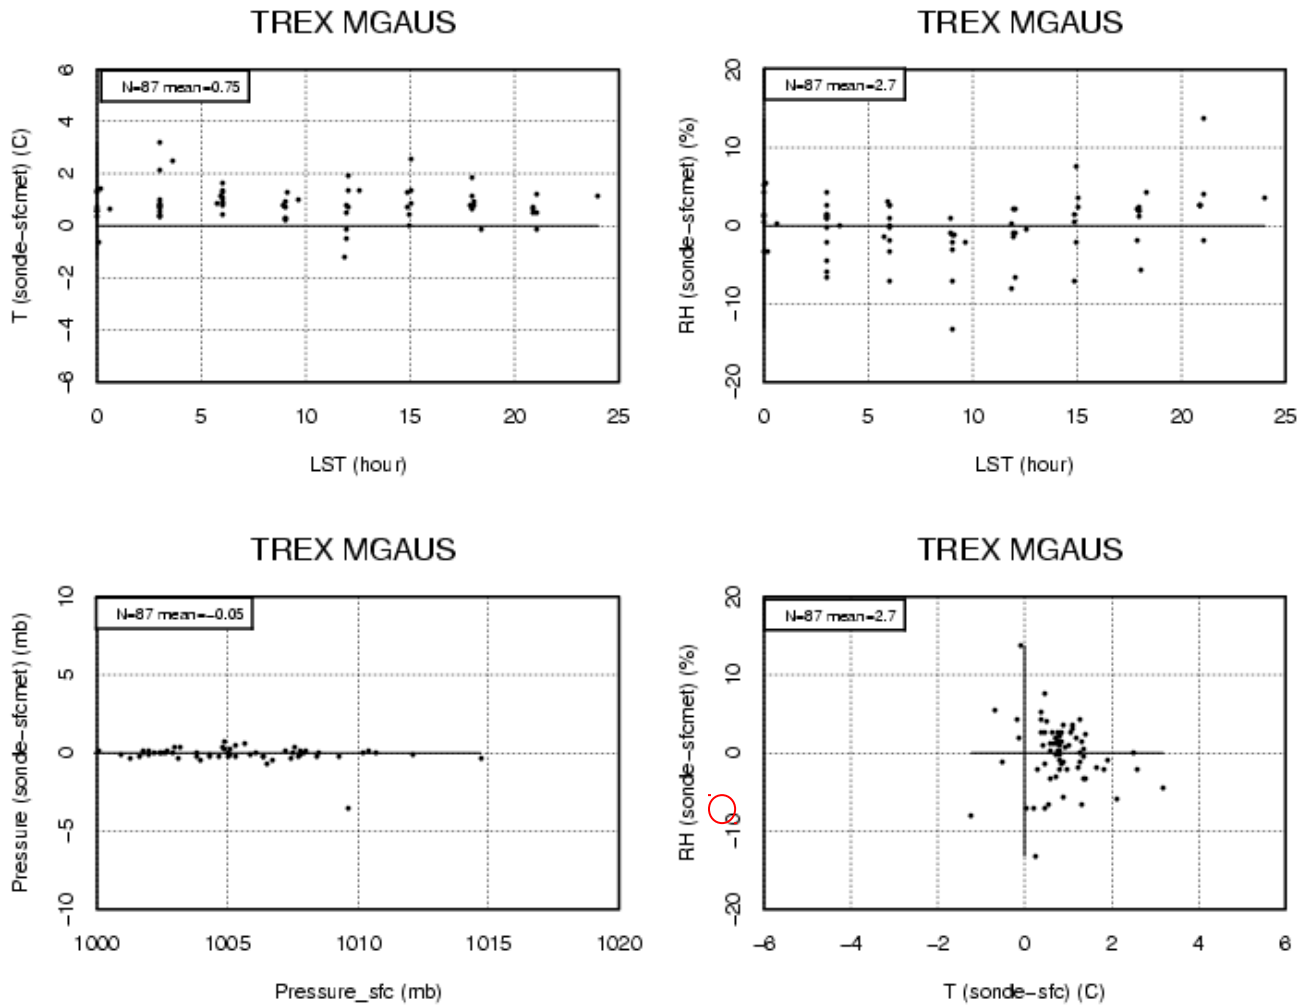 TREX MGAUS
N=87 mean=0.75
T (sonde−sfcmet) (C)
6
4
2
0
−2
−4
−6
0 5 10 15 20 25
LST (hour)
TREX MGAUS
N=87 mean=2.7
RH (sonde−sfcmet) (%)
20
10
0
−10
−20
0 5 10 15 20 25
LST (hour)
TREX MGAUS
N=87 mean=−0.05
Pressure (sonde−sfcmet) (mb)
10
5
0
−5
−10
1000 1005 1010 1015 1020
Pressure_sfc (mb)
TREX MGAUS
N=87 mean=2.7
RH (sonde−sfcmet) (%)
20
10
0
−10
−20
−6 −4 −2 0 2 4 6
T (sonde−sfc) (C)